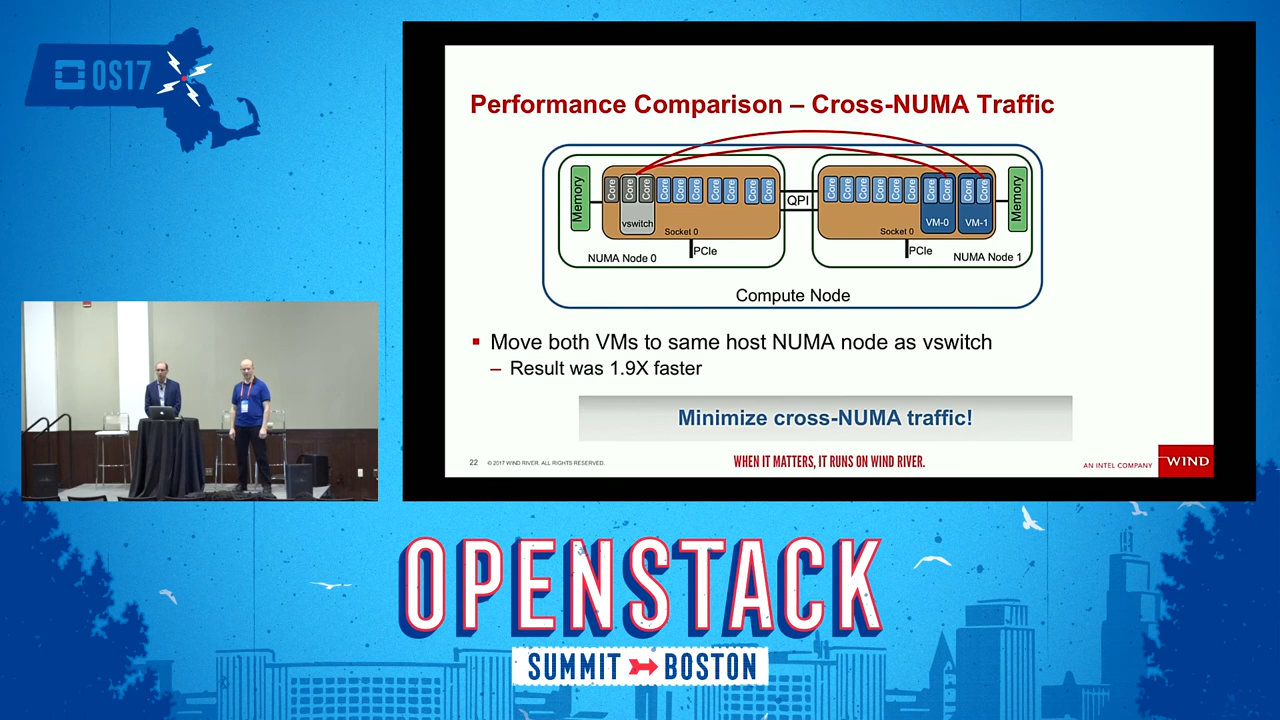 OS17
Performance Comparison – Cross-NUMA Traffic
Memory
Core
Core
Core
Core
Core
Core
Core
Core
Core
Core
vswitch
Socket 0
PCIe
NUMA Node 0
QPI
Core
Core
Core
Core
Core
Core
Core
Core
Core
Core
VM-0
VM-1
Memory
Socket 0
PCIe
NUMA Node 1
Compute Node
▪ Move both VMs to same host NUMA node as vswitch
– Result was 1.9X faster
Minimize cross-NUMA traffic!
22 © 2017 WIND RIVER. ALL RIGHTS RESERVED.
WHEN IT MATTERS, IT RUNS ON WIND RIVER.
AN INTEL COMPANY
WIND
OPENSTACK
SUMMIT BOSTON